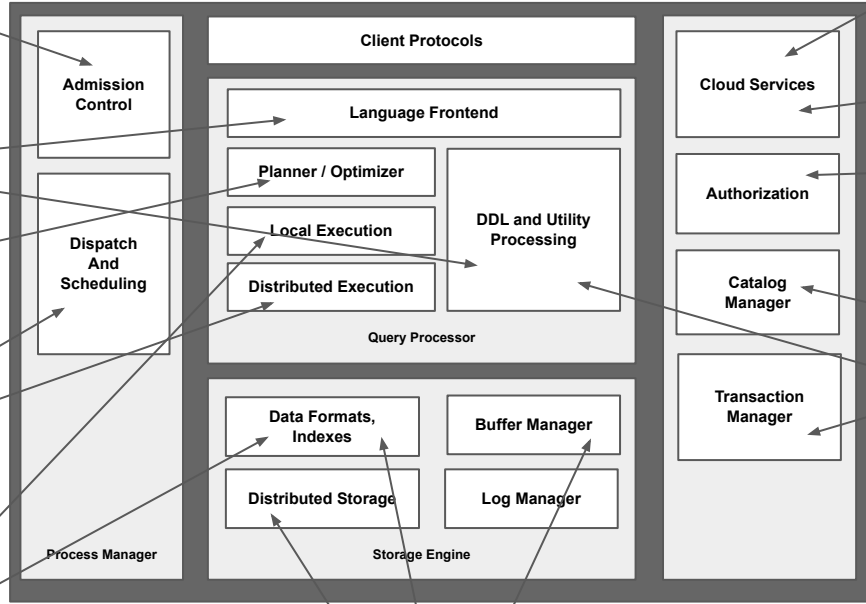 Admission
Control
Dispatch
And
Scheduling
Process Manager
Client Protocols
Language Frontend
Planner / Optimizer
Local Execution
Distributed Execution
DDL and Utility
Processing
Query Processor
Data Formats,
Indexes
Buffer Manager
Distributed Storage
Log Manager
Storage Engine
Cloud Services
Authorization
Catalog
Manager
Transaction
Manager